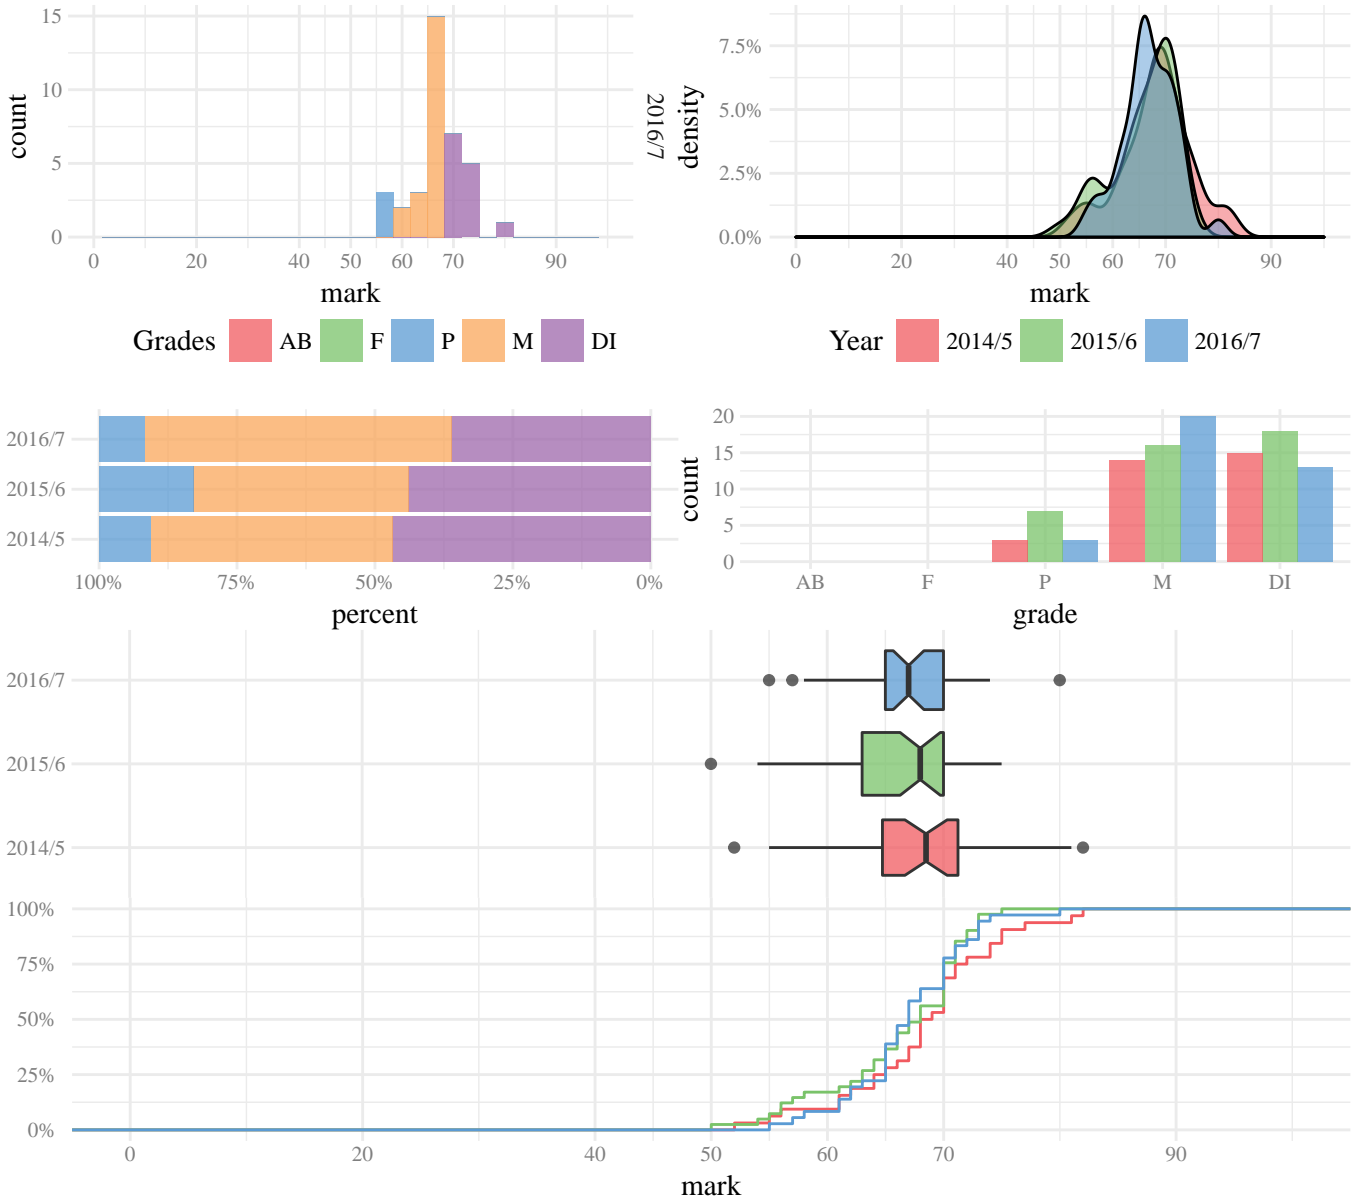 15
10
5
0
count
0 20 40 50 60 70 90
mark
2016/7
Grades AB F P M DI
7.5%
5.0%
2.5%
0.0%
density
0 20 40 50 60 70 90
mark
Year 2014/5 2015/6 2016/7
2016/7
2015/6
2014/5
100% 75% 50% 25% 0%
percent
20
15
10
5
0
count
AB F P M DI
grade
2016/7
2015/6
2014/5
100%
75%
50%
25%
0%
0 20 40 50 60 70 90
mark